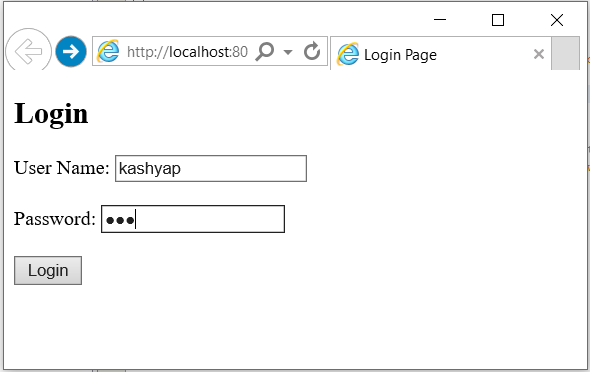 http://localhost:80
Login Page
Login
User Name: kashyap
Password: •••
Login